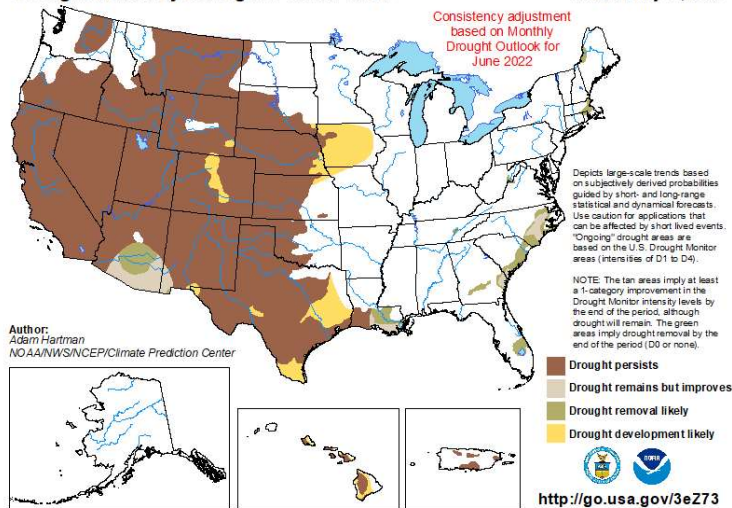 Consistency adjustment
based on Monthly
Drought Outlook for
June 2022
Depicts large-scale trends based
on subjectively derived probabilities
guided by short- and long-range
statistical and dynamical forecasts.
Use caution for applications that
can be affected by short lived events.
"Ongoing" drought areas are
based on the U.S. Drought Monitor
areas (intensities of D1 to D4).
NOTE: The tan areas imply at least
a 1-category improvement in the
Drought Monitor intensity levels by
the end of the period, although
drought will remain. The green
areas imply drought removal by the
end of the period (D0 or none).
Author:
Adam Hartman
NOAA/NWS/NCEP/Climate Prediction Center
Drought persists
Drought remains but improves
Drought removal likely
Drought development likely
http://go.usa.gov/3eZ73